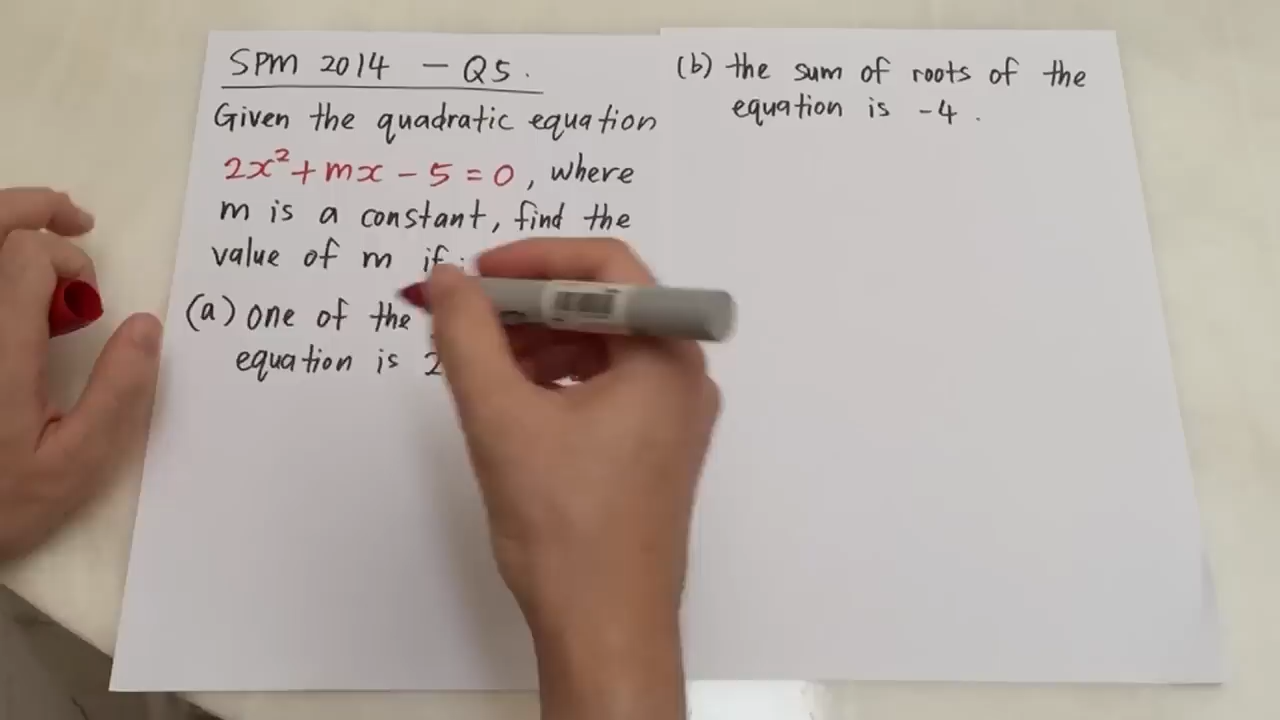 SPM 2014 - Q5.
Given the quadratic equation
2x² + mx - 5 = 0, where
m is a constant, find the
value of m if:
(a) one of the
equation is 2
(b) the sum of roots of the
equation is -4.